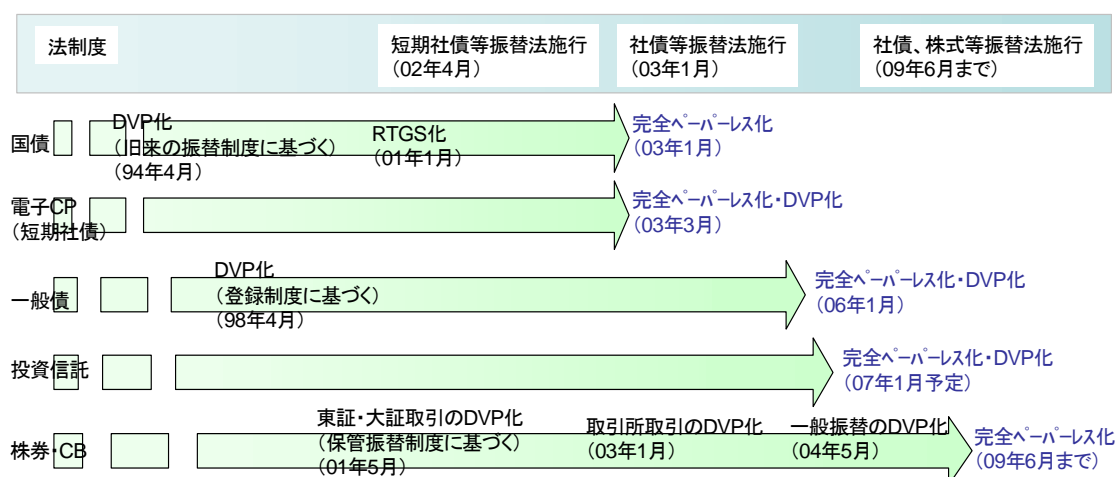 法制度
短期社債等振替法施行
(02年4月)
社債等振替法施行
(03年1月)
社債、株式等振替法施行
(09年6月まで)
国債
DVP化
(旧来の振替制度に基づく)
(94年4月)
RTGS化
(01年1月)
完全ペーパーレス化
(03年1月)
電子CP
(短期社債)
完全ペーパーレス化・DVP化
(03年3月)
一般債
DVP化
(登録制度に基づく)
(98年4月)
完全ペーパーレス化・DVP化
(06年1月)
投資信託
完全ペーパーレス化・DVP化
(07年1月予定)
株券・CB
東証・大証取引のDVP化
(保管振替制度に基づく)
(01年5月)
取引所取引のDVP化
(03年1月)
一般振替のDVP化
(04年5月)
完全ペーパーレス化
(09年6月まで)